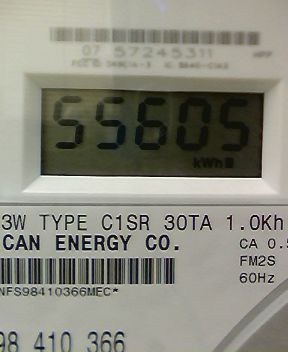 07 57245311
55605
kWh
3W TYPE C1SR 30TA 1.0Kh
CAN ENERGY CO.
CA 0.5
FM2S
60Hz
NFS98410366MEC*
98 410 366